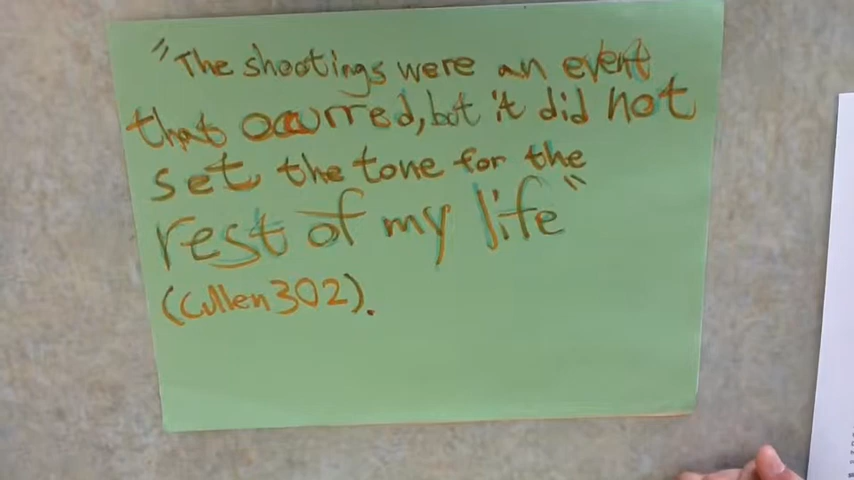 "The shootings were an event
that ocurred, but it did not
set the tone for the
rest of my life"
(Cullen 302).